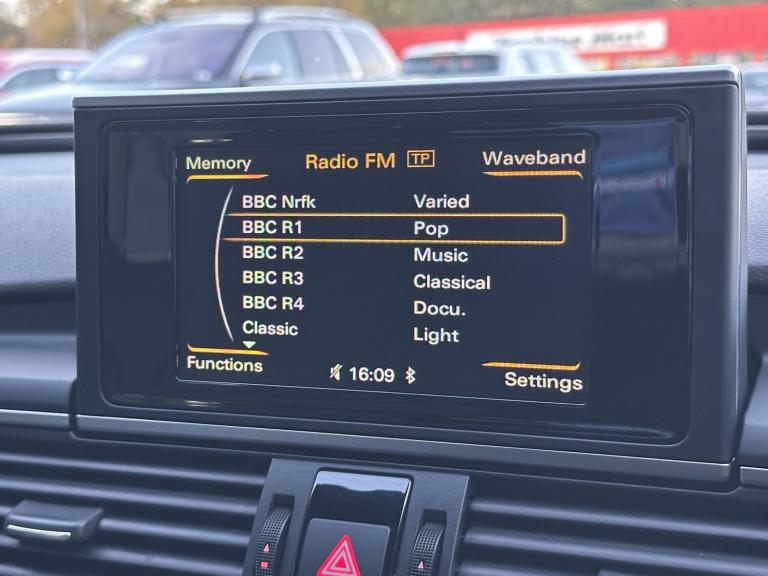 Memory Radio FM TP Waveband
BBC Nrfk Varied
BBC R1 Pop
BBC R2 Music
BBC R3 Classical
BBC R4 Docu.
Classic Light
Functions 16:09 Settings